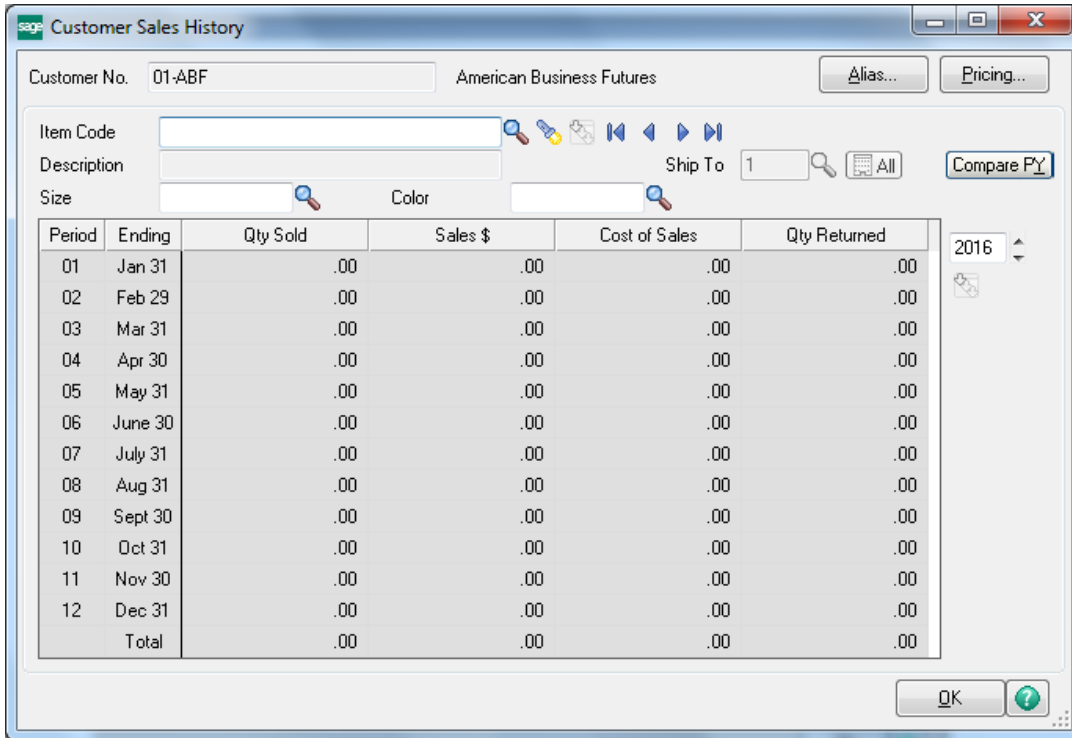 sage Customer Sales History
Customer No. 01-ABF American Business Futures Alias... Pricing...
Item Code
Description Ship To 1 All Compare PY
Size Color
Period Ending Qty Sold Sales $ Cost of Sales Qty Returned 2016
01 Jan 31 .00 .00 .00 .00
02 Feb 29 .00 .00 .00 .00
03 Mar 31 .00 .00 .00 .00
04 Apr 30 .00 .00 .00 .00
05 May 31 .00 .00 .00 .00
06 June 30 .00 .00 .00 .00
07 July 31 .00 .00 .00 .00
08 Aug 31 .00 .00 .00 .00
09 Sept 30 .00 .00 .00 .00
10 Oct 31 .00 .00 .00 .00
11 Nov 30 .00 .00 .00 .00
12 Dec 31 .00 .00 .00 .00
Total .00 .00 .00 .00
OK ?